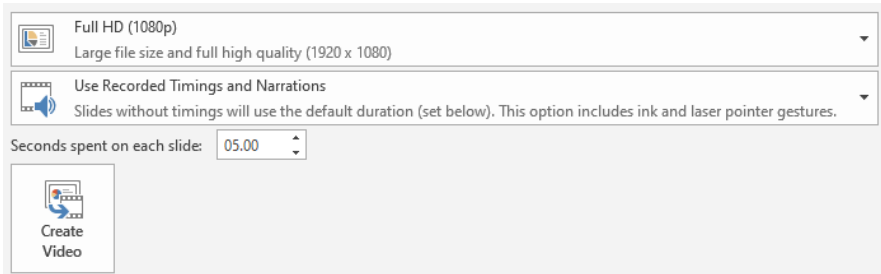 Full HD (1080p)
Large file size and full high quality (1920 x 1080)
Use Recorded Timings and Narrations
Slides without timings will use the default duration (set below). This option includes ink and laser pointer gestures.
Seconds spent on each slide: 05.00
Create
Video